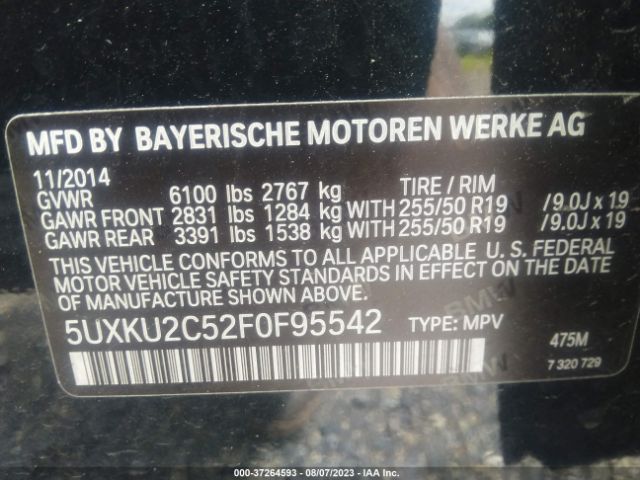 MFD BY BAYERISCHE MOTOREN WERKE AG
11/2014
GVWR 6100 lbs 2767 kg TIRE / RIM
GAWR FRONT 2831 lbs 1284 kg WITH 255/50 R19 / 9.0J x 19
GAWR REAR 3391 lbs 1538 kg WITH 255/50 R19 / 9.0J x 19
THIS VEHICLE CONFORMS TO ALL APPLICABLE U. S. FEDERAL
MOTOR VEHICLE SAFETY STANDARDS IN EFFECT ON THE
DATE OF MANUFACTURE SHOWN ABOVE.
5UXKU2C52F0F95542 TYPE: MPV 475M
7 320 729
000-37264593 - 08/07/2023 - IAA Inc.